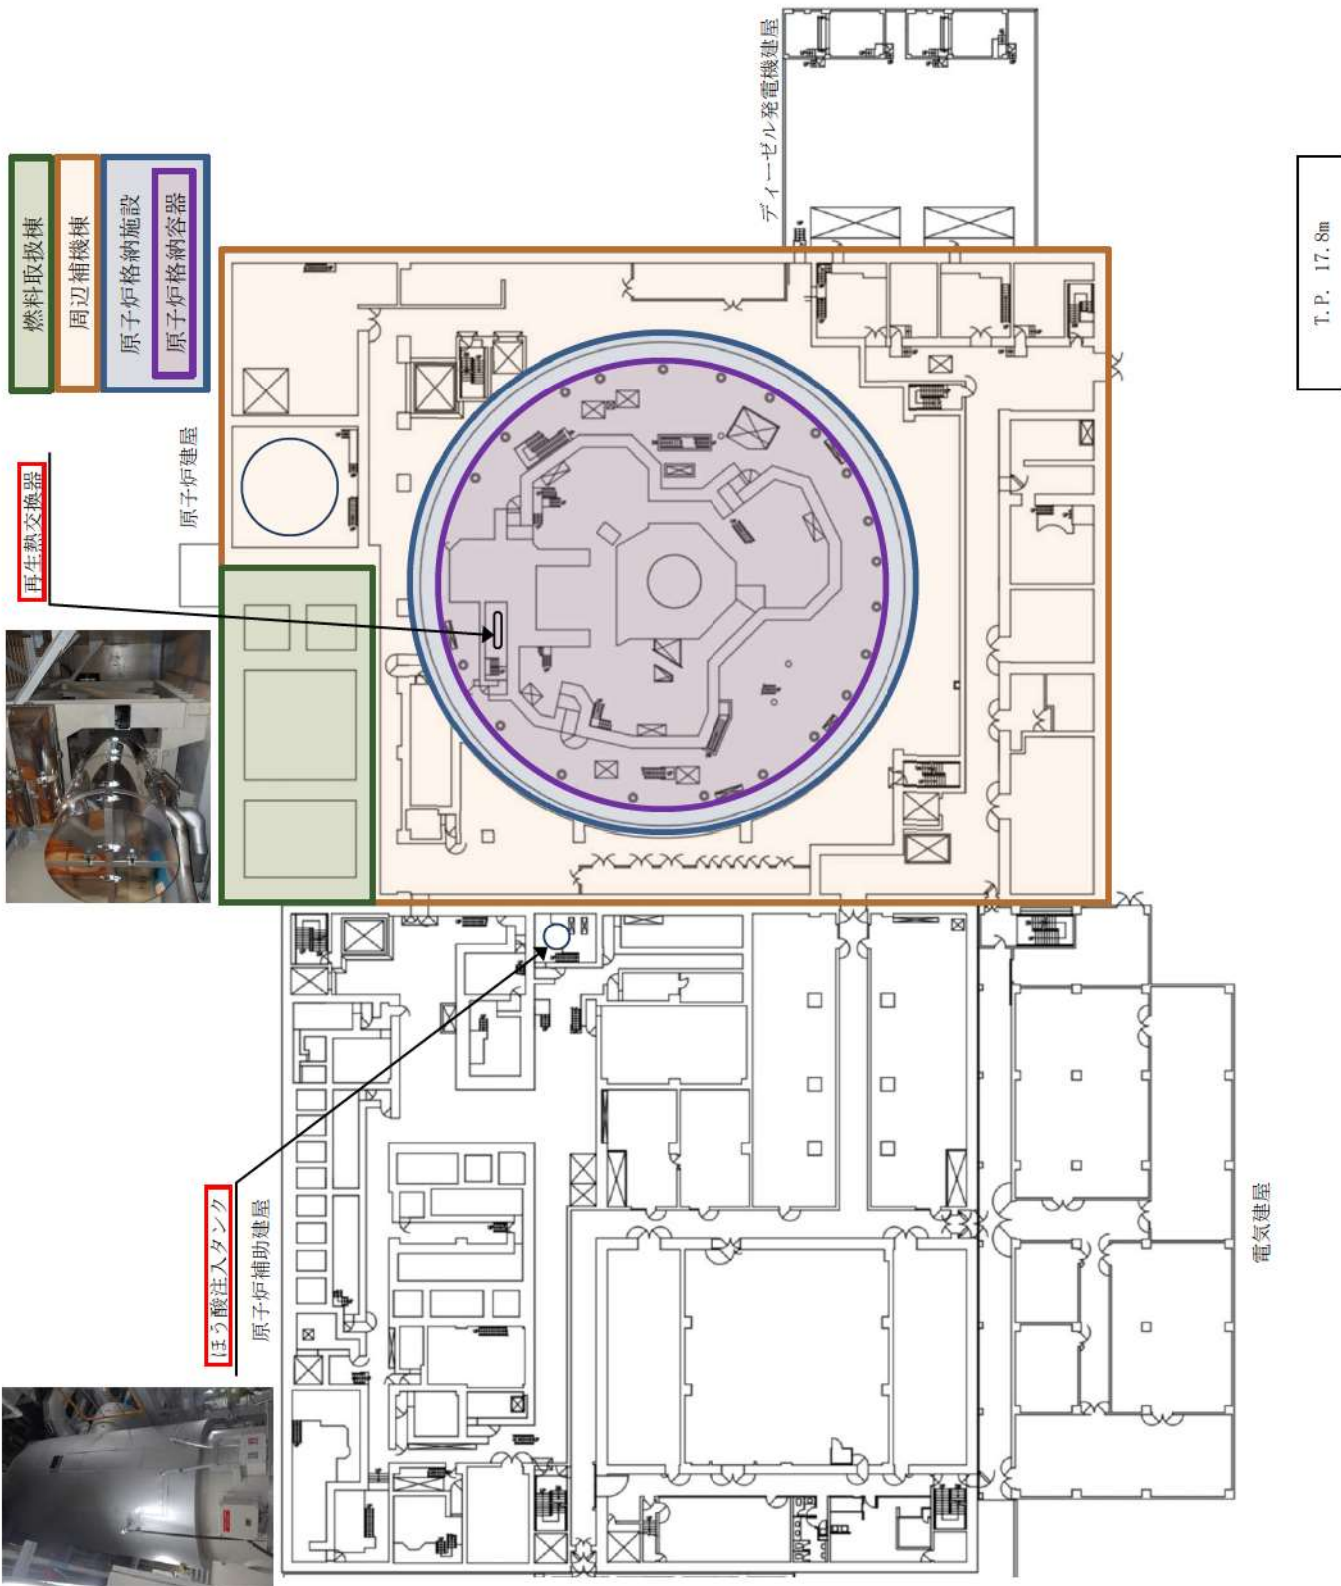 燃料取扱棟
周辺補機棟
原子炉格納施設
原子炉格納容器
再生熱交換器
原子炉建屋
ディーゼル発電機建屋
ほう酸注入タンク
原子炉補助建屋
電気建屋
T.P. 17.8m